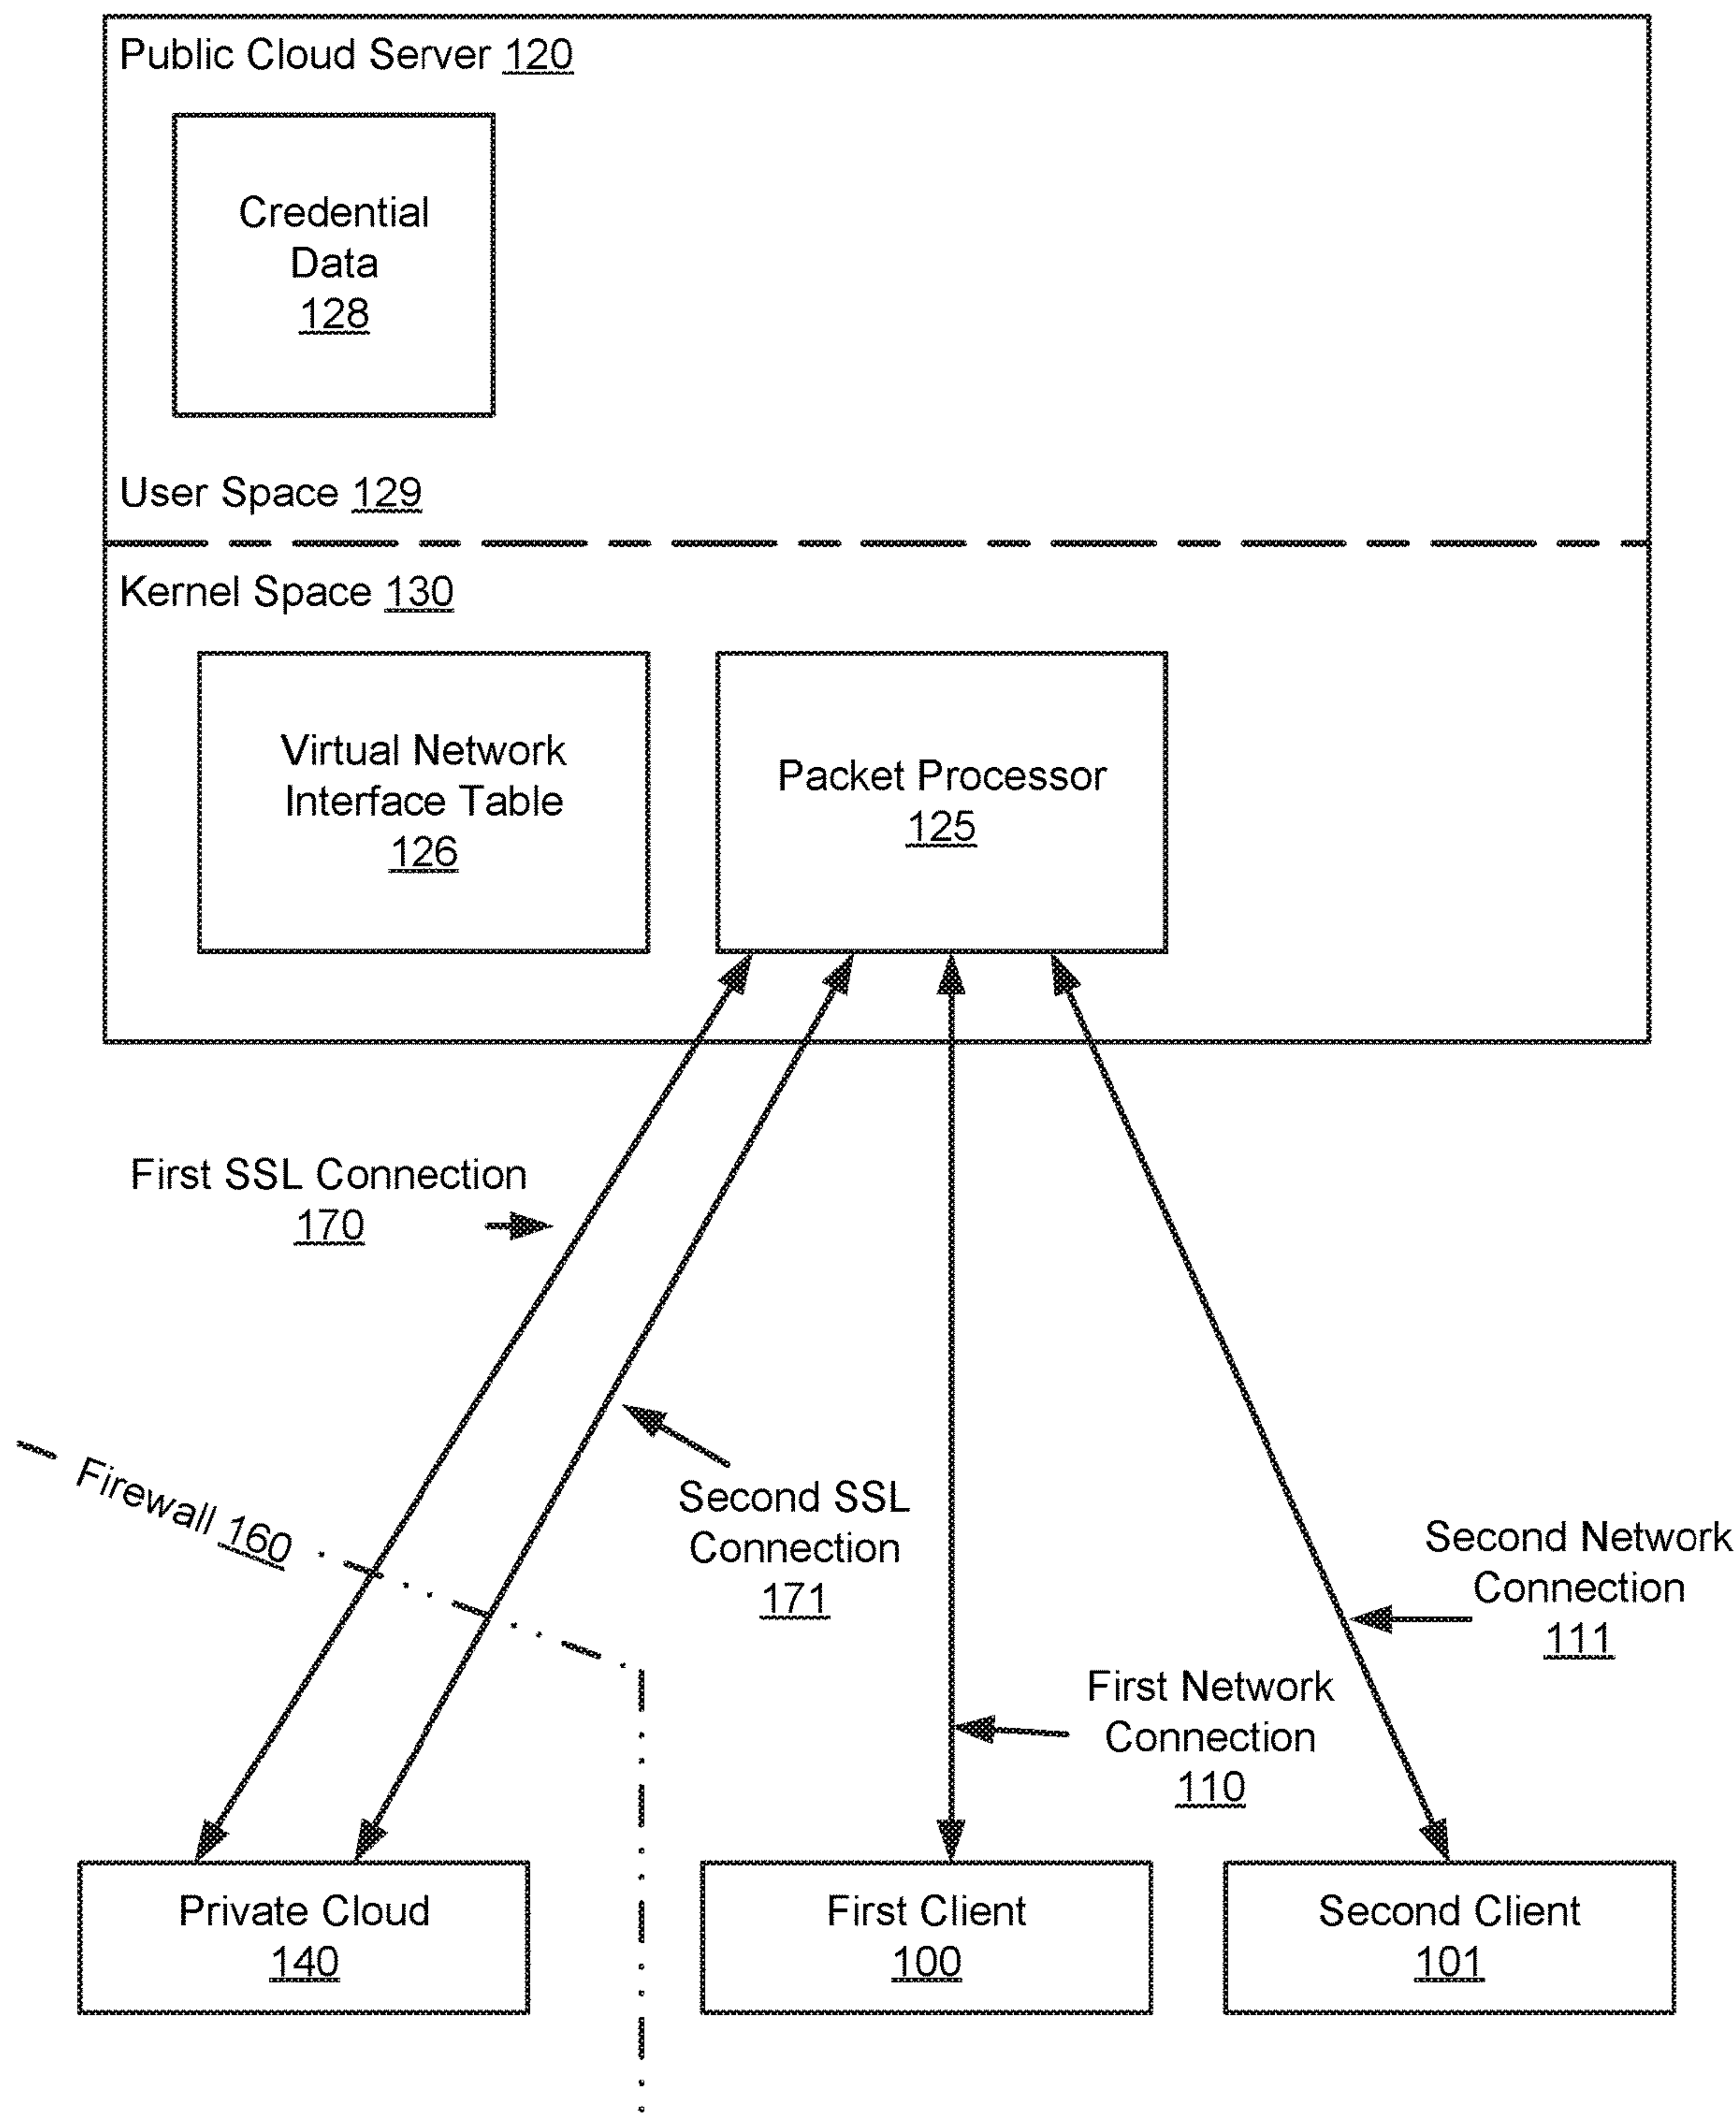 Public Cloud Server 120
Credential
Data
128
User Space 129
Kernel Space 130
Virtual Network
Interface Table
126
Packet Processor
125
First SSL Connection
170
Firewall 160
Second SSL
Connection
171
Second Network
Connection
111
First Network
Connection
110
Private Cloud
140
First Client
100
Second Client
101